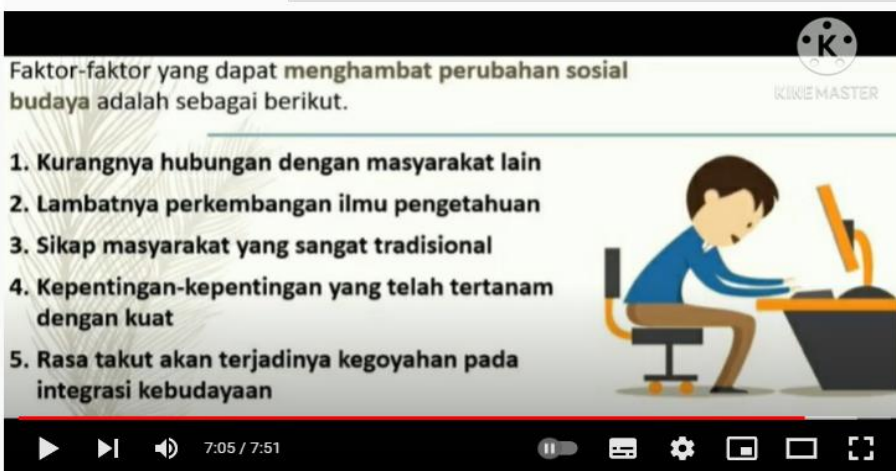 K
KINEMASTER
Faktor-faktor yang dapat menghambat perubahan sosial
budaya adalah sebagai berikut.
1. Kurangnya hubungan dengan masyarakat lain
2. Lambatnya perkembangan ilmu pengetahuan
3. Sikap masyarakat yang sangat tradisional
4. Kepentingan-kepentingan yang telah tertanam
dengan kuat
5. Rasa takut akan terjadinya kegoyahan pada
integrasi kebudayaan
7:05 / 7:51